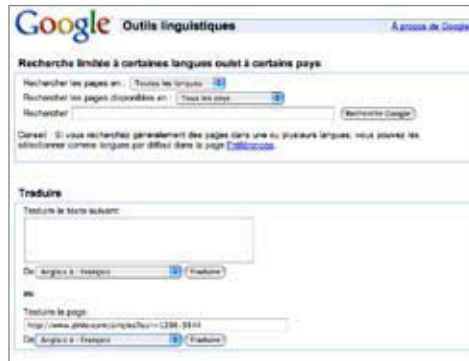 Google Outils linguistiques
À propos de Google
Recherche limitée à certaines langues ou/et à certains pays
Rechercher les pages en : Toutes les langues
Rechercher les pages disponibles en : Tous les pays
Rechercher Recherche Google
Conseil : Si vous recherchez généralement des pages dans une ou plusieurs langues, vous pouvez les
sélectionner comme langues par défaut dans la page Préférences.
Traduire
Traduire le texte suivant:
De Anglais à Français Traduire
ou
Traduire la page:
De Anglais à Français Traduire